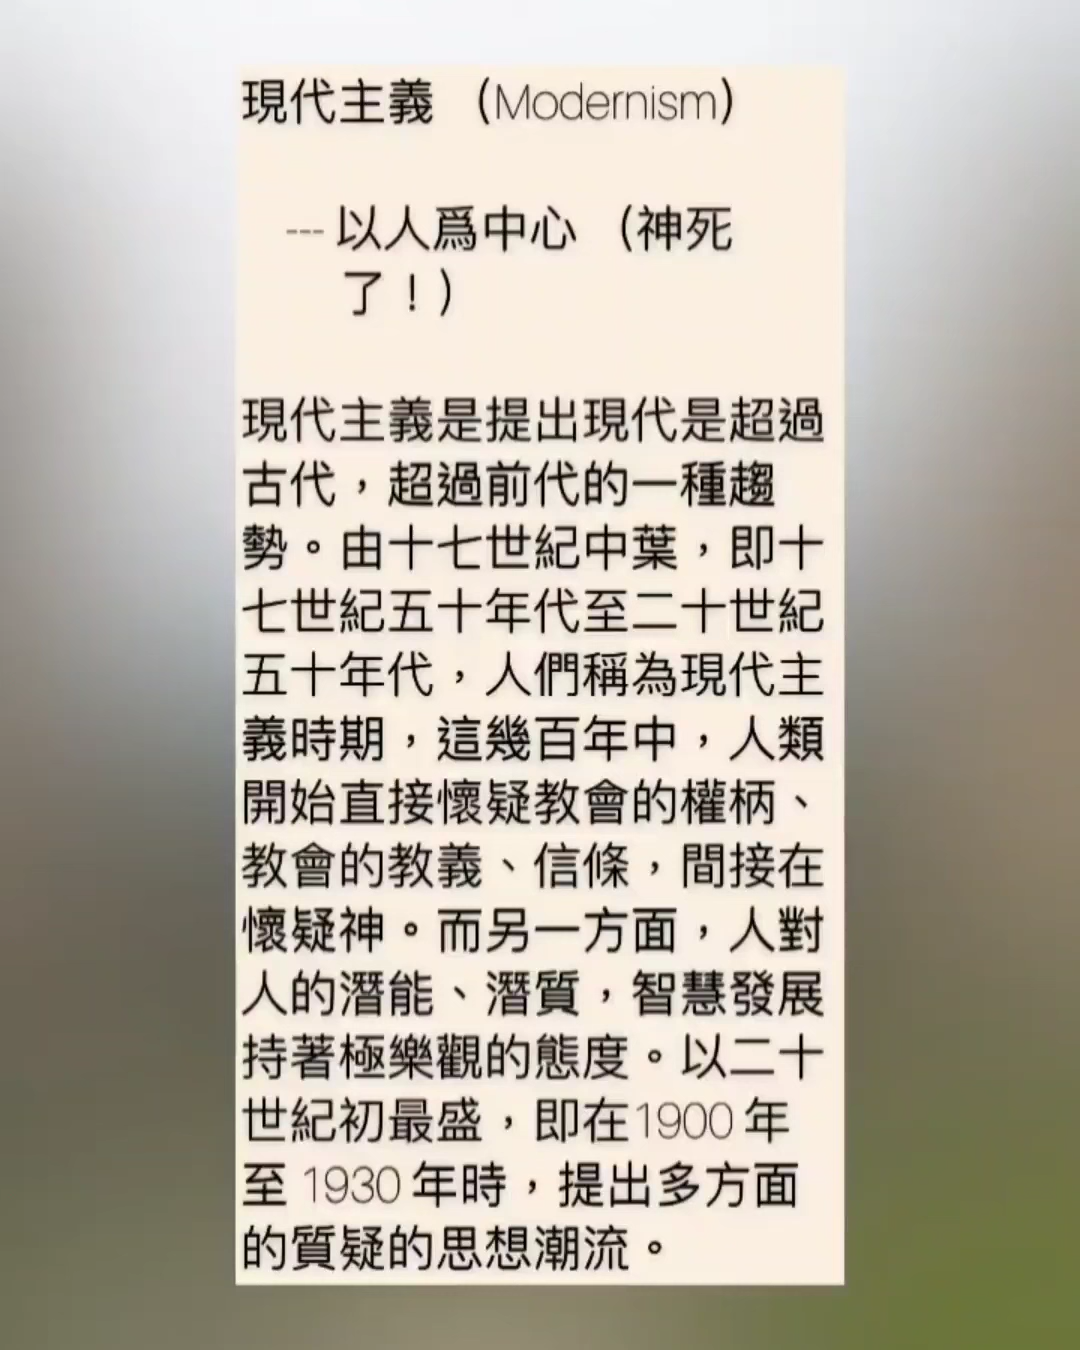 現代主義 （Modernism）
--- 以人爲中心 （神死
了！）
現代主義是提出現代是超過
古代，超過前代的一種趨
勢。由十七世紀中葉，即十
七世紀五十年代至二十世紀
五十年代，人們稱為現代主
義時期，這幾百年中，人類
開始直接懷疑教會的權柄、
教會的教義、信條，間接在
懷疑神。而另一方面，人對
人的潛能、潛質，智慧發展
持著極樂觀的態度。以二十
世紀初最盛，即在1900 年
至 1930 年時，提出多方面
的質疑的思想潮流。